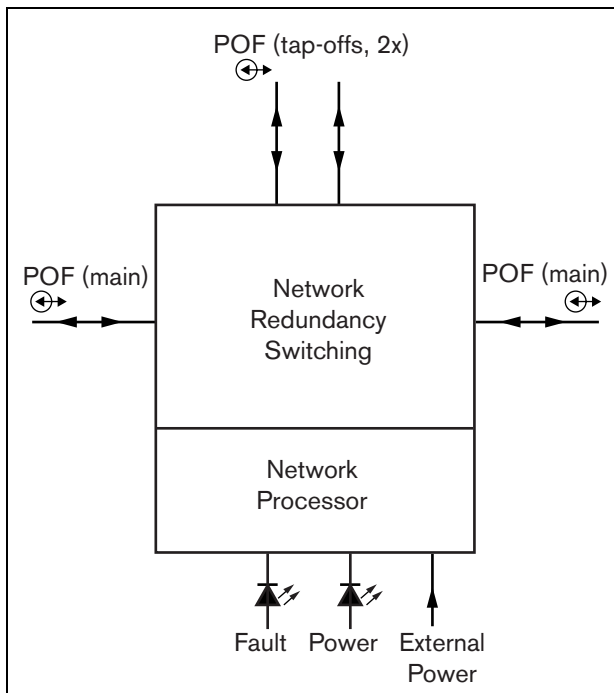 POF (tap-offs, 2x)
POF (main)
POF (main)
Network
Redundancy
Switching
Network
Processor
Fault
Power
External
Power